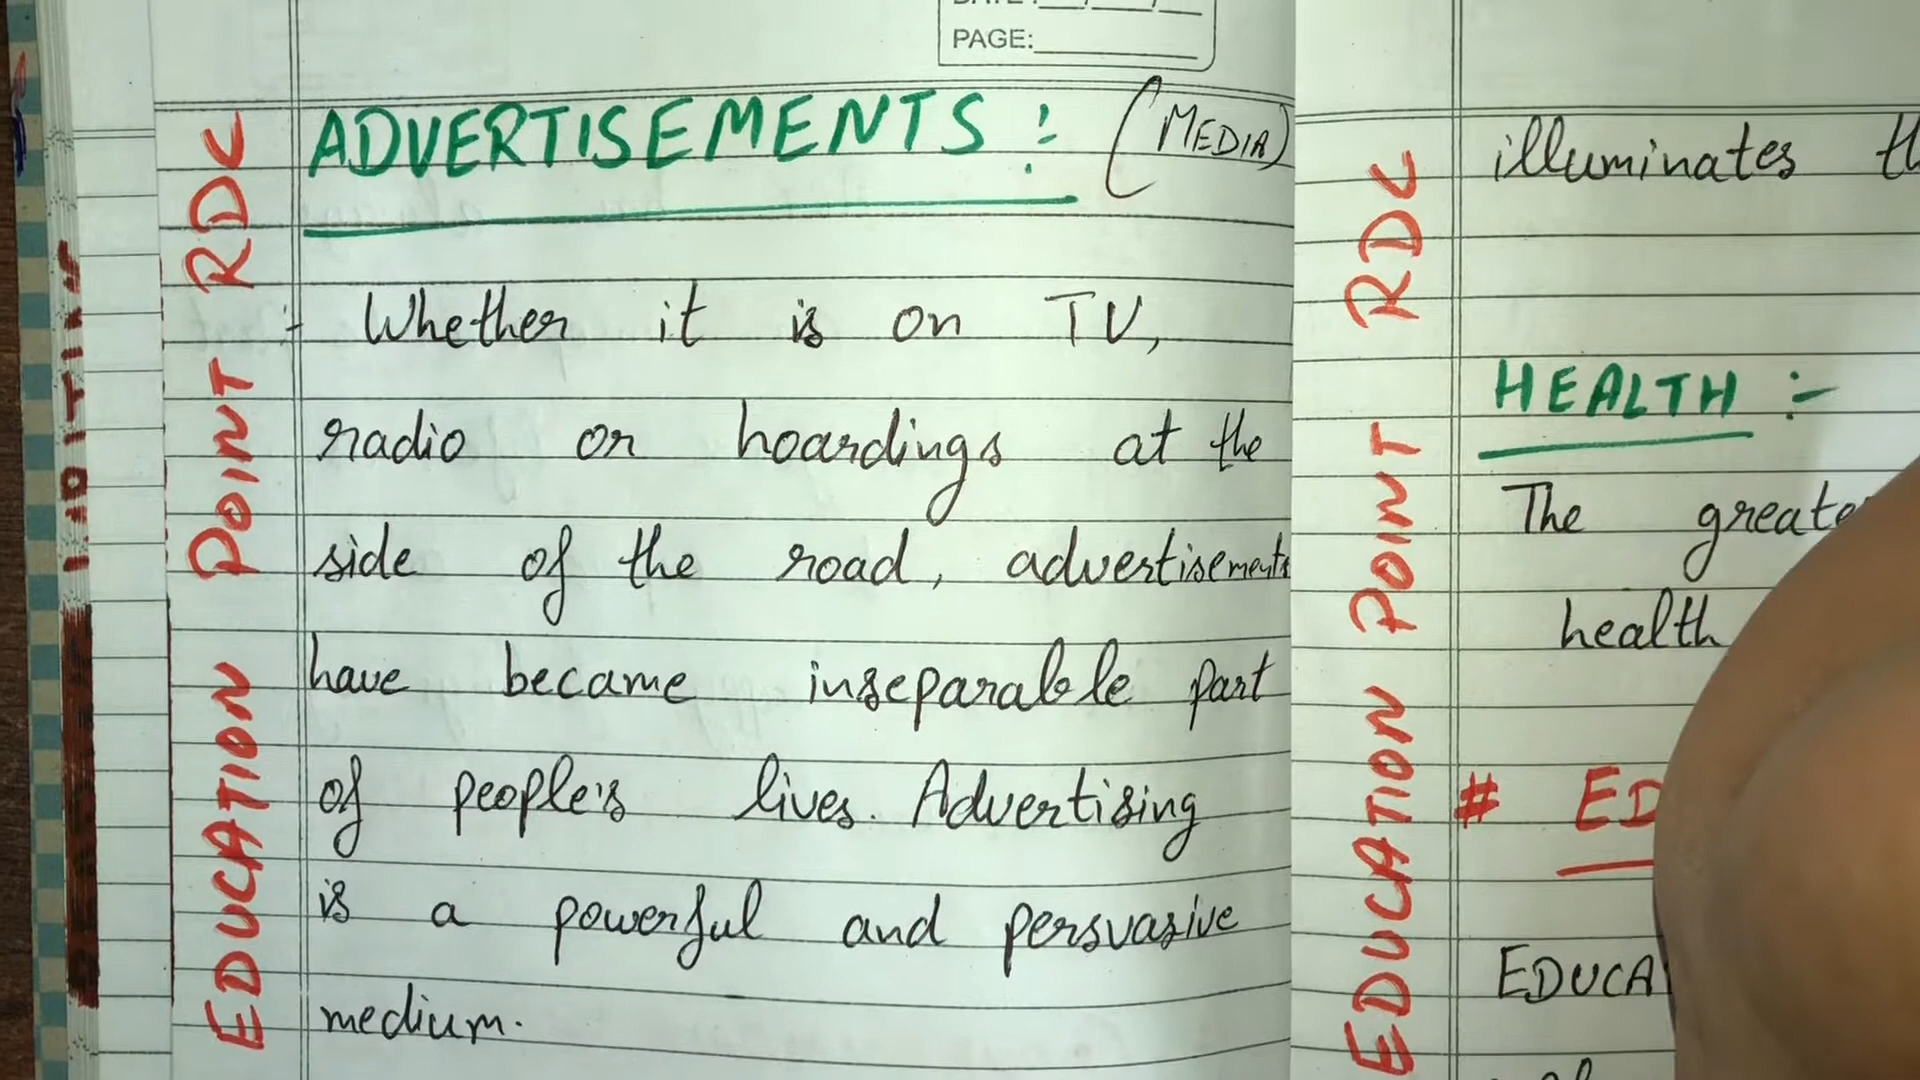 PAGE:
ADVERTISEMENTS :- (MEDIA)
:- Whether it is on TV,
radio or hoardings at the
side of the road, advertisements
have became inseparable part
of people's lives. Advertising
is a powerful and persuasive
medium.
EDUCATION POINT RDC
illuminates
HEALTH :-
The
health
#
EDUCATION POINT RDC